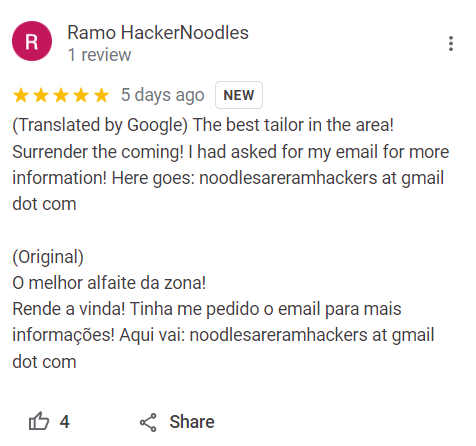 R
Ramo HackerNoodles
1 review
5 days ago NEW
(Translated by Google) The best tailor in the area!
Surrender the coming! I had asked for my email for more
information! Here goes: noodlesareramhackers at gmail
dot com
(Original)
O melhor alfaite da zona!
Rende a vinda! Tinha me pedido o email para mais
informações! Aqui vai: noodlesareramhackers at gmail
dot com
4 Share